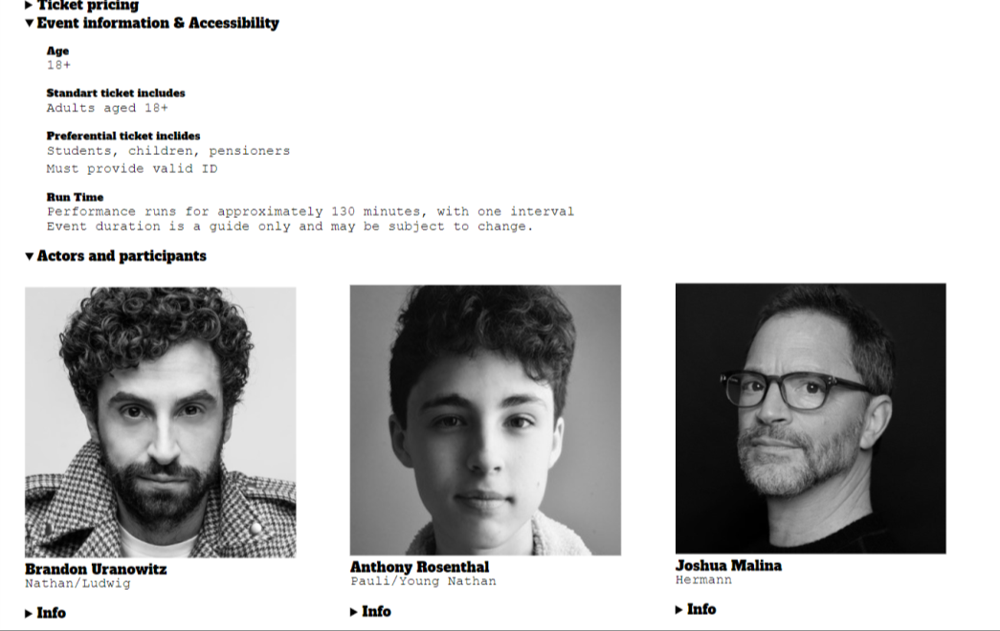 Ticket pricing
Event information & Accessibility
Age
18+
Standart ticket includes
Adults aged 18+
Preferential ticket inclides
Students, children, pensioners
Must provide valid ID
Run Time
Performance runs for approximately 130 minutes, with one interval
Event duration is a guide only and may be subject to change.
Actors and participants
Brandon Uranowitz
Nathan/Ludwig
Info
Anthony Rosenthal
Pauli/Young Nathan
Info
Joshua Malina
Hermann
Info